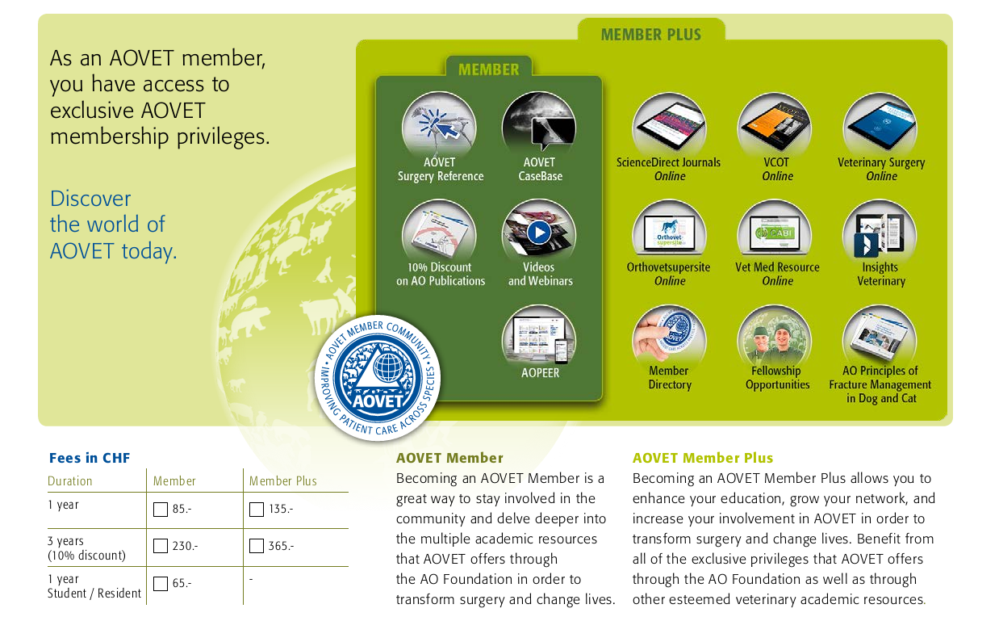 As an AOVET member,
you have access to
exclusive AOVET
membership privileges.
Discover
the world of
AOVET today.
MEMBER PLUS
MEMBER
AOVET
Surgery Reference
AOVET
CaseBase
10% Discount
on AO Publications
Videos
and Webinars
AOPEER
ScienceDirect Journals
Online
VCOT
Online
Veterinary Surgery
Online
Orthovet
supersite
Orthovetsupersite
Online
CABI
Vet Med Resource
Online
Insights
Veterinary
Member
Directory
Fellowship
Opportunities
AO Principles of
Fracture Management
in Dog and Cat
• AOVET MEMBER COMMUNITY •
IMPROVING PATIENT CARE ACROSS SPECIES
AOVET
Fees in CHF
Duration Member Member Plus
1 year 85.- 135.-
3 years
(10% discount) 230.- 365.-
1 year
Student / Resident 65.- -
AOVET Member
Becoming an AOVET Member is a
great way to stay involved in the
community and delve deeper into
the multiple academic resources
that AOVET offers through
the AO Foundation in order to
transform surgery and change lives.
AOVET Member Plus
Becoming an AOVET Member Plus allows you to
enhance your education, grow your network, and
increase your involvement in AOVET in order to
transform surgery and change lives. Benefit from
all of the exclusive privileges that AOVET offers
through the AO Foundation as well as through
other esteemed veterinary academic resources.